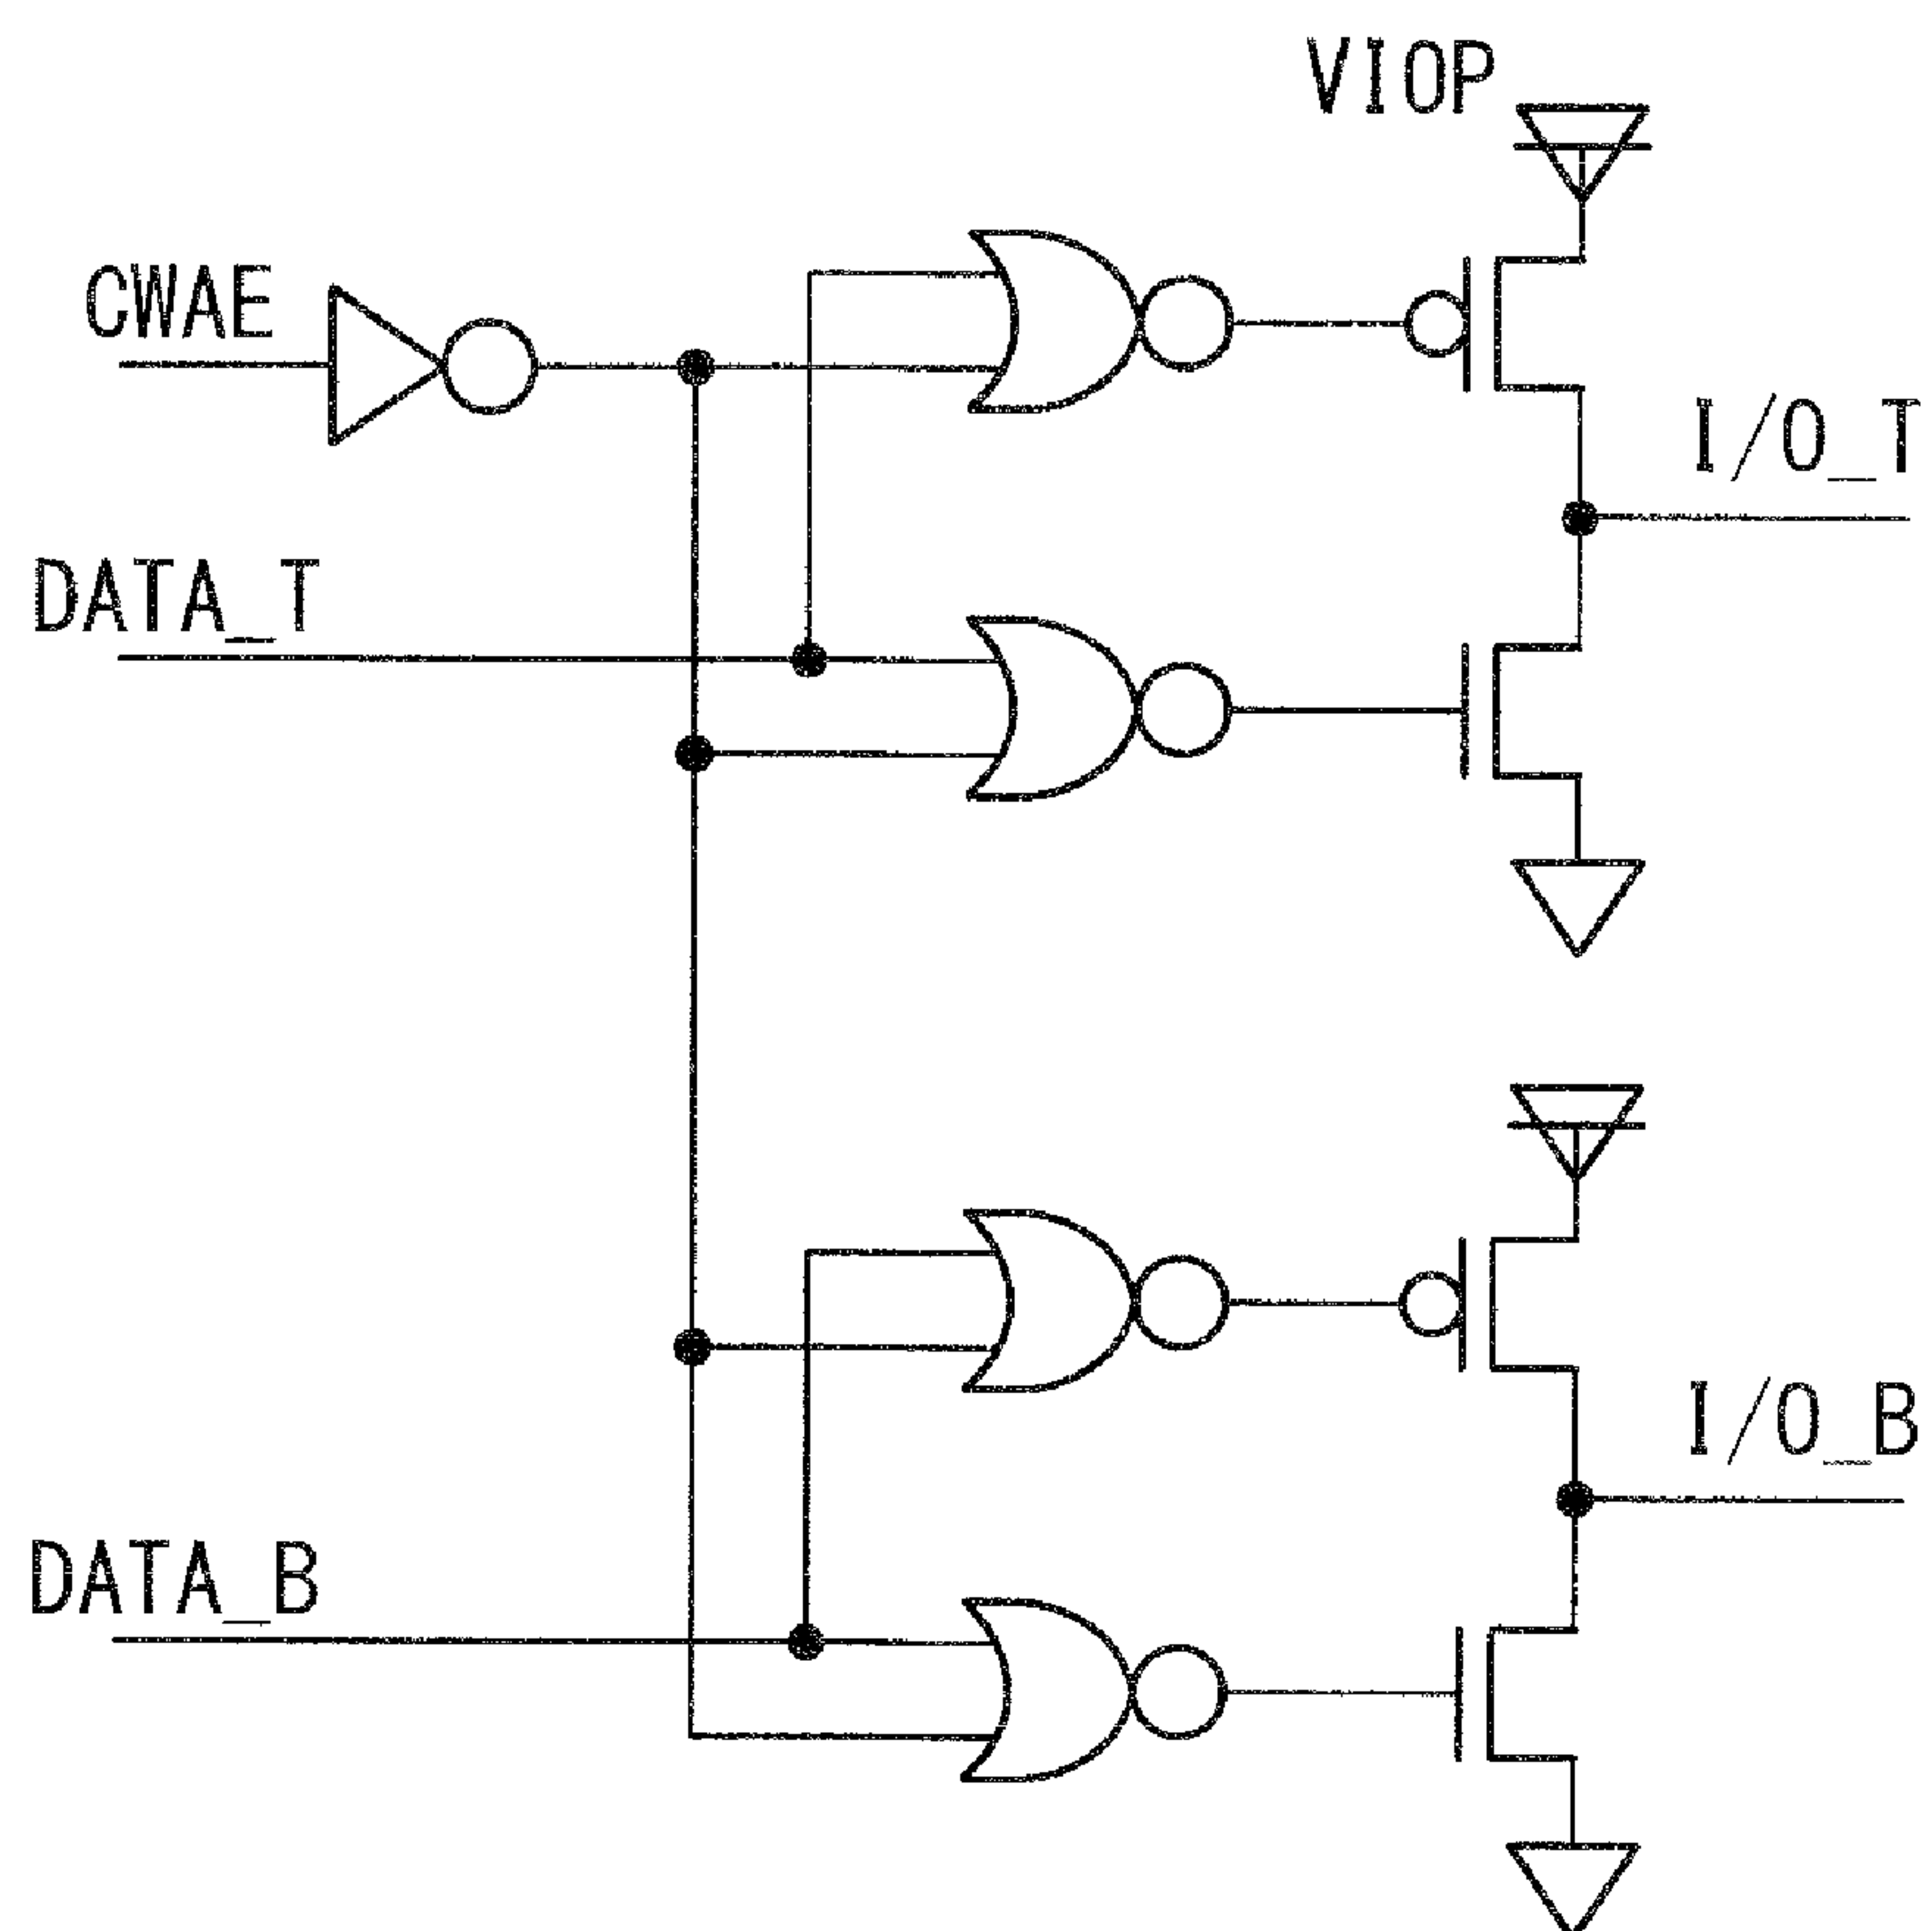 VIOP
CWAE
I/O_T
DATA_T
I/O_B
DATA_B